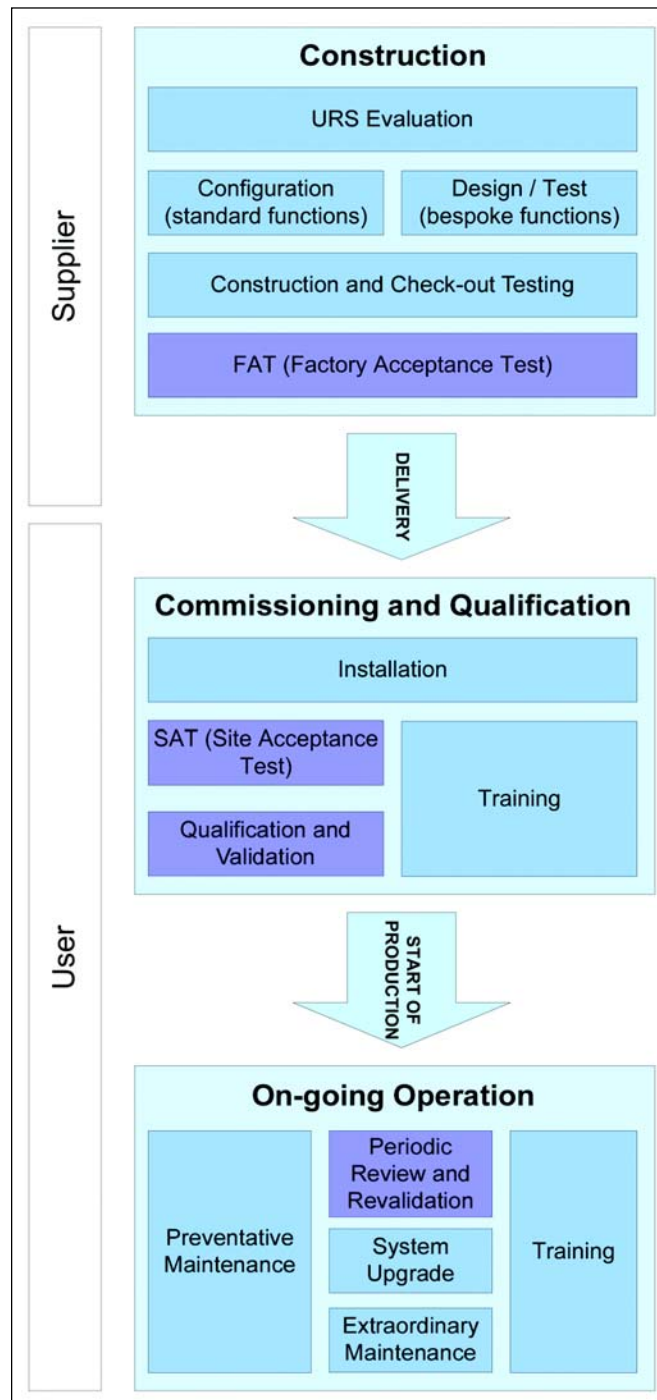 Supplier
Construction
URS Evaluation
Configuration
(standard functions)
Design / Test
(bespoke functions)
Construction and Check-out Testing
FAT (Factory Acceptance Test)
DELIVERY
User
Commissioning and Qualification
Installation
SAT (Site Acceptance
Test)
Qualification and
Validation
Training
START OF
PRODUCTION
On-going Operation
Preventative
Maintenance
Periodic
Review and
Revalidation
System
Upgrade
Extraordinary
Maintenance
Training